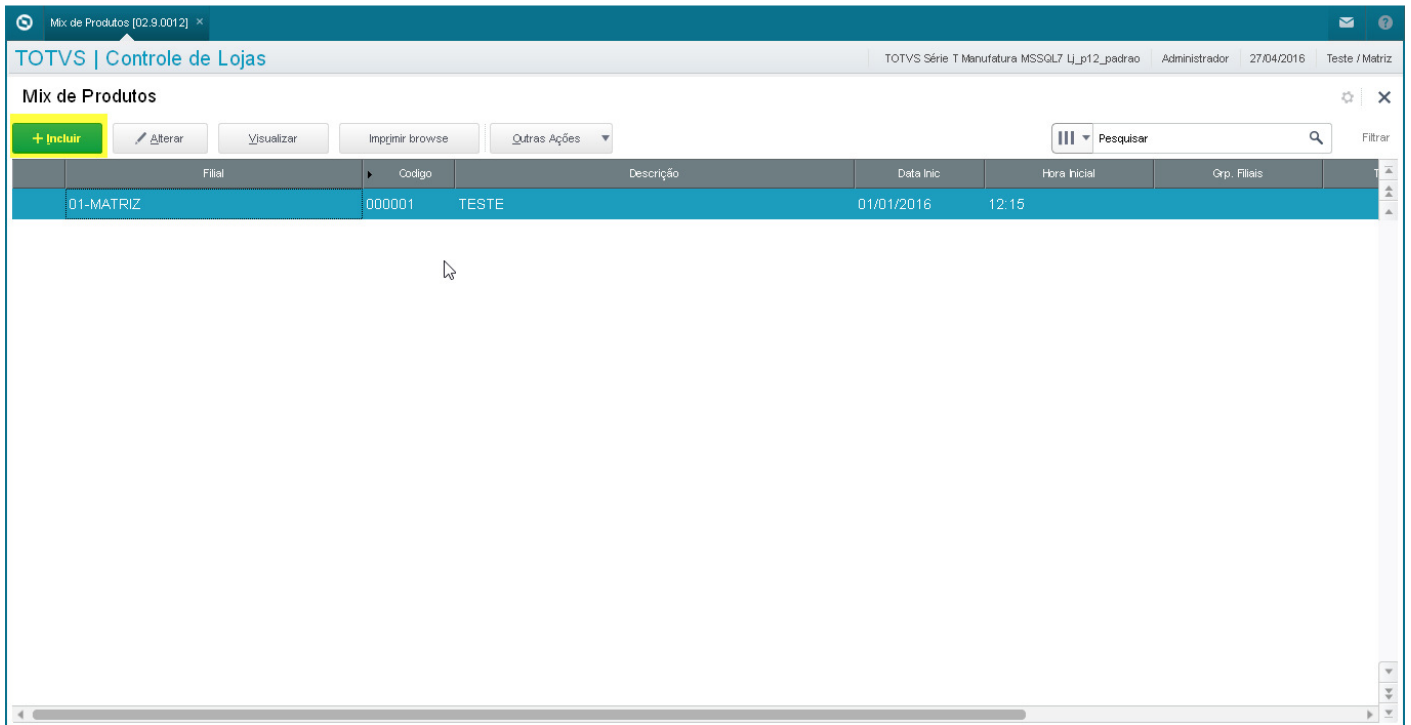 Mix de Produtos [02.9.0012] ×
TOTVS | Controle de Lojas TOTVS Série T Manufatura MSSQL7 Lj_p12_padrao Administrador 27/04/2016 Teste / Matriz
Mix de Produtos
+ Incluir Alterar Visualizar Imprimir browse Outras Ações Pesquisar Filtrar
Filial Codigo Descrição Data Inic Hora Inicial Grp. Filiais T
01-MATRIZ 000001 TESTE 01/01/2016 12:15